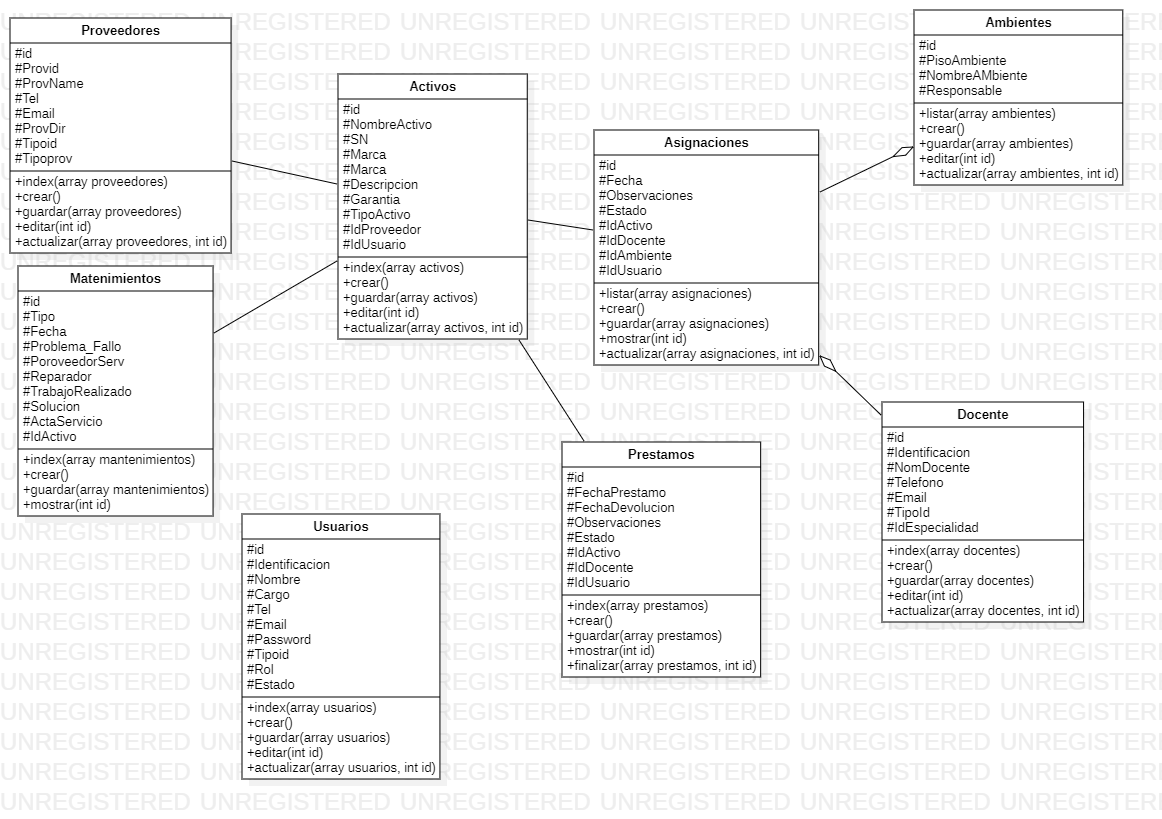 Proveedores
#id
#Provid
#ProvName
#Tel
#Email
#ProvDir
#Tipoid
#Tipoprov
+index(array proveedores)
+crear()
+guardar(array proveedores)
+editar(int id)
+actualizar(array proveedores, int id)
Activos
#id
#NombreActivo
#SN
#Marca
#Marca
#Descripcion
#Garantia
#TipoActivo
#IdProveedor
#IdUsuario
+index(array activos)
+crear()
+guardar(array activos)
+editar(int id)
+actualizar(array activos, int id)
Asignaciones
#id
#Fecha
#Observaciones
#Estado
#IdActivo
#IdDocente
#IdAmbiente
#IdUsuario
+listar(array asignaciones)
+crear()
+guardar(array asignaciones)
+mostrar(int id)
+actualizar(array asignaciones, int id)
Ambientes
#id
#PisoAmbiente
#NombreAMbiente
#Responsable
+listar(array ambientes)
+crear()
+guardar(array ambientes)
+editar(int id)
+actualizar(array ambientes, int id)
Matenimientos
#id
#Tipo
#Fecha
#Problema_Fallo
#PoroveedorServ
#Reparador
#TrabajoRealizado
#Solucion
#ActaServicio
#IdActivo
+index(array mantenimientos)
+crear()
+guardar(array mantenimientos)
+mostrar(int id)
Usuarios
#id
#Identificacion
#Nombre
#Cargo
#Tel
#Email
#Password
#Tipoid
#Rol
#Estado
+index(array usuarios)
+crear()
+guardar(array usuarios)
+editar(int id)
+actualizar(array usuarios, int id)
Prestamos
#id
#FechaPrestamo
#FechaDevolucion
#Observaciones
#Estado
#IdActivo
#IdDocente
#IdUsuario
+index(array prestamos)
+crear()
+guardar(array prestamos)
+mostrar(int id)
+finalizar(array prestamos, int id)
Docente
#id
#Identificacion
#NomDocente
#Telefono
#Email
#TipoId
#IdEspecialidad
+index(array docentes)
+crear()
+guardar(array docentes)
+editar(int id)
+actualizar(array docentes, int id)
UNREGISTERED